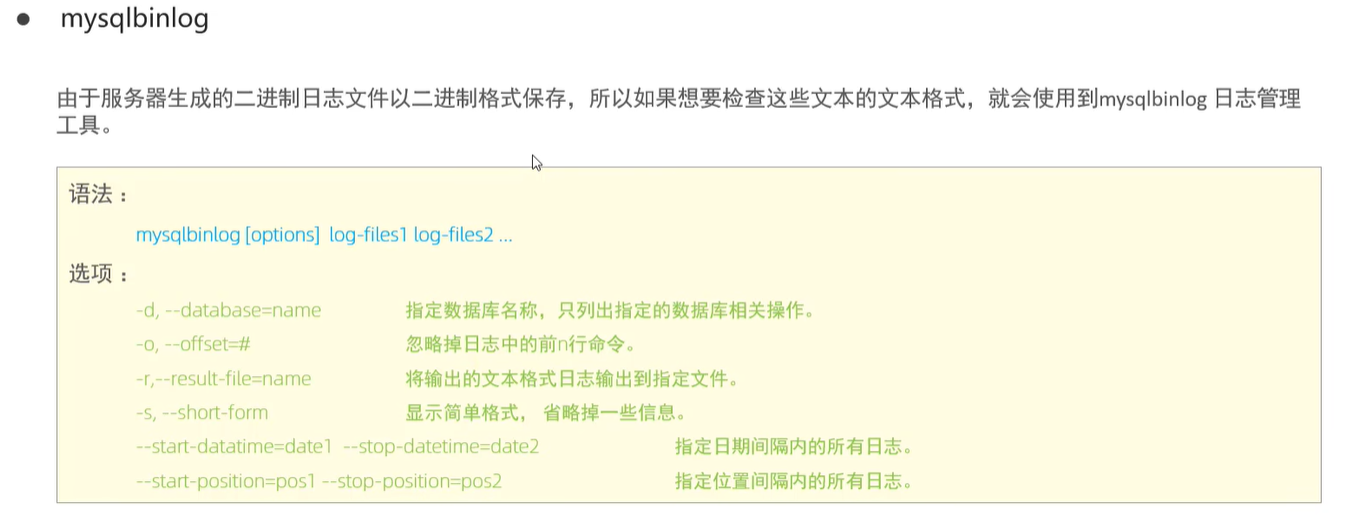 ● mysqlbinlog
由于服务器生成的二进制日志文件以二进制格式保存，所以如果想要检查这些文本的文本格式，就会使用到mysqlbinlog 日志管理
工具。
语法：
mysqlbinlog [options] log-files1 log-files2 ...
选项：
-d, --database=name 指定数据库名称，只列出指定的数据库相关操作。
-o, --offset=# 忽略掉日志中的前n行命令。
-r,--result-file=name 将输出的文本格式日志输出到指定文件。
-s, --short-form 显示简单格式， 省略掉一些信息。
--start-datatime=date1 --stop-datetime=date2 指定日期间隔内的所有日志。
--start-position=pos1 --stop-position=pos2 指定位置间隔内的所有日志。